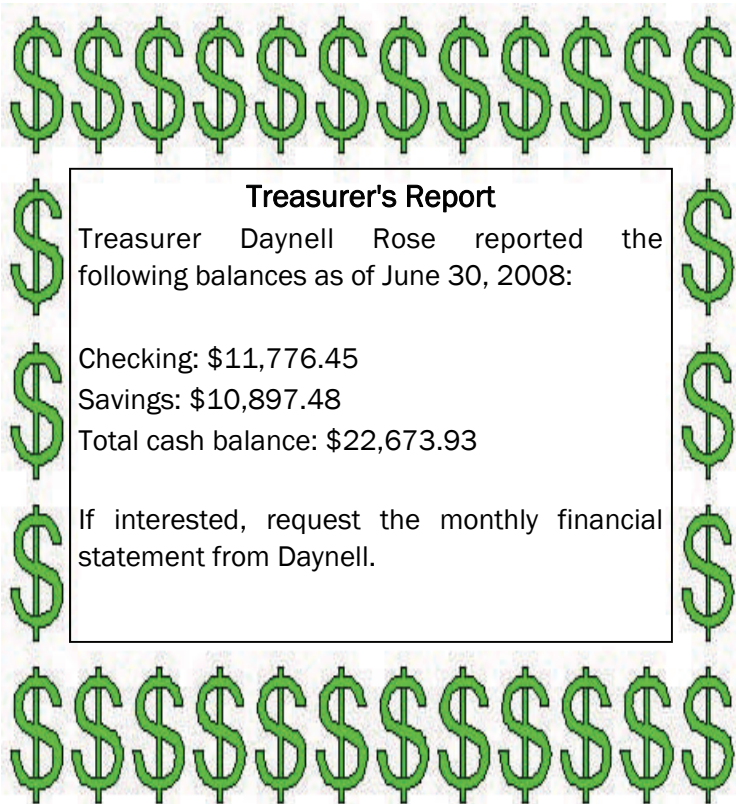 $$$$$$$$$$$$
Treasurer's Report
Treasurer Daynell Rose reported the
following balances as of June 30, 2008:
Checking: $11,776.45
Savings: $10,897.48
Total cash balance: $22,673.93
If interested, request the monthly financial
statement from Daynell.
$ $
$ $
$ $
$$$$$$$$$$$$